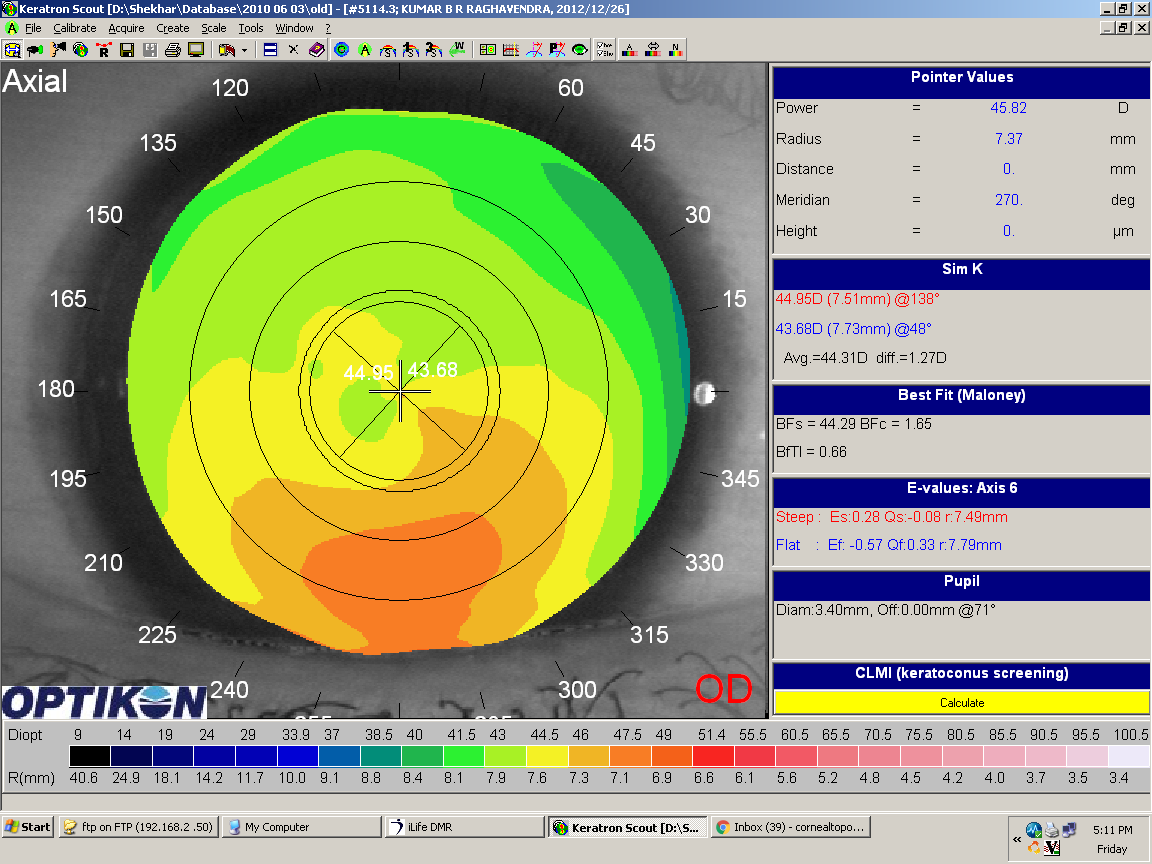 Keratron Scout [D:\Shekhar\Database\2010 06 03\old] - [#5114.3; KUMAR B R RAGHAVENDRA, 2012/12/26]
File Calibrate Acquire Create Scale Tools Window ?
Axial
120
60
135
45
150
30
165
15
44.95
43.68
180
195
345
210
330
225
315
240
300
OD
OPTIKON
Pointer Values
Power = 45.82 D
Radius = 7.37 mm
Distance = 0. mm
Meridian = 270. deg
Height = 0. µm
Sim K
44.95D (7.51mm) @138°
43.68D (7.73mm) @48°
Avg.=44.31D diff.=1.27D
Best Fit (Maloney)
BFs = 44.29 BFc = 1.65
BfTI = 0.66
E-values: Axis 6
Steep : Es:0.28 Qs:-0.08 r:7.49mm
Flat : Ef: -0.57 Qf:0.33 r:7.79mm
Pupil
Diam:3.40mm, Off:0.00mm @71°
CLMI (keratoconus screening)
Calculate
Diopt 9 14 19 24 29 33.9 37 38.5 40 41.5 43 44.5 46 47.5 49 51.4 55.5 60.5 65.5 70.5 75.5 80.5 85.5 90.5 95.5 100.5
R(mm) 40.6 24.9 18.1 14.2 11.7 10.0 9.1 8.8 8.4 8.1 7.9 7.6 7.3 7.1 6.9 6.6 6.1 5.6 5.2 4.8 4.5 4.2 4.0 3.7 3.5 3.4
Start
ftp on FTP (192.168.2 .50)
My Computer
iLife DMR
Keratron Scout [D:\S...
Inbox (39) - cornealtopo...
5:11 PM
Friday